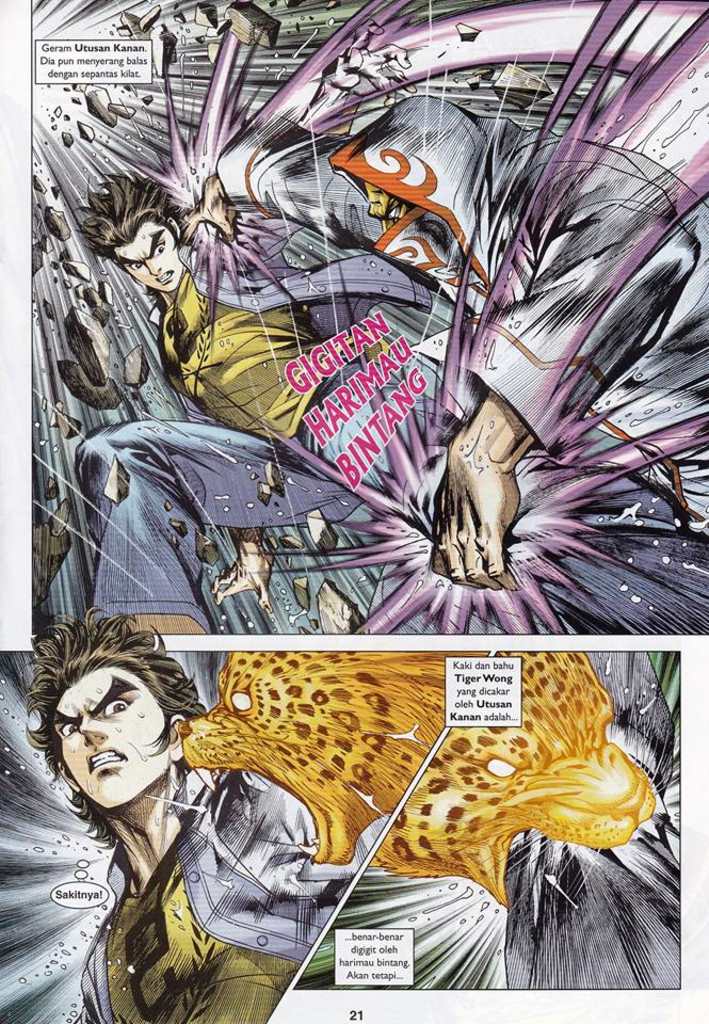 Geram Utusan Kanan.
Dia pun menyerang balas
dengan sepantas kilat.
GIGITAN
HARIMAU
BINTANG
Kaki dan bahu
Tiger Wong
yang dicakar
oleh Utusan
Kanan adalah...
Sakitnya!
...benar-benar
digigit oleh
harimau bintang.
Akan tetapi...
21